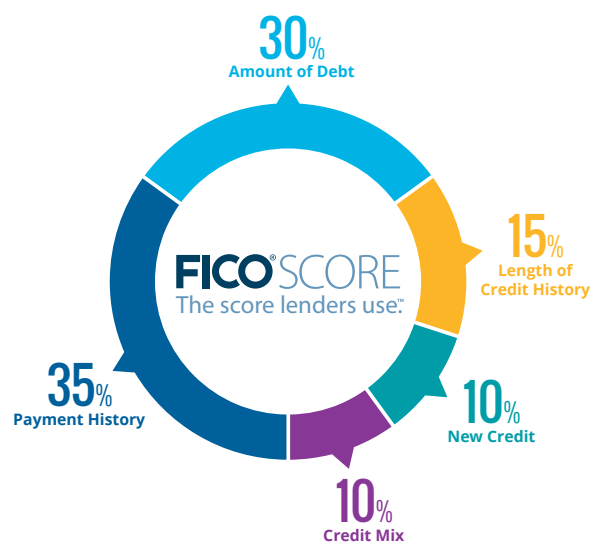 30%
Amount of Debt
15%
Length of
Credit History
FICO® SCORE
The score lenders use.™
35%
Payment History
10%
New Credit
10%
Credit Mix